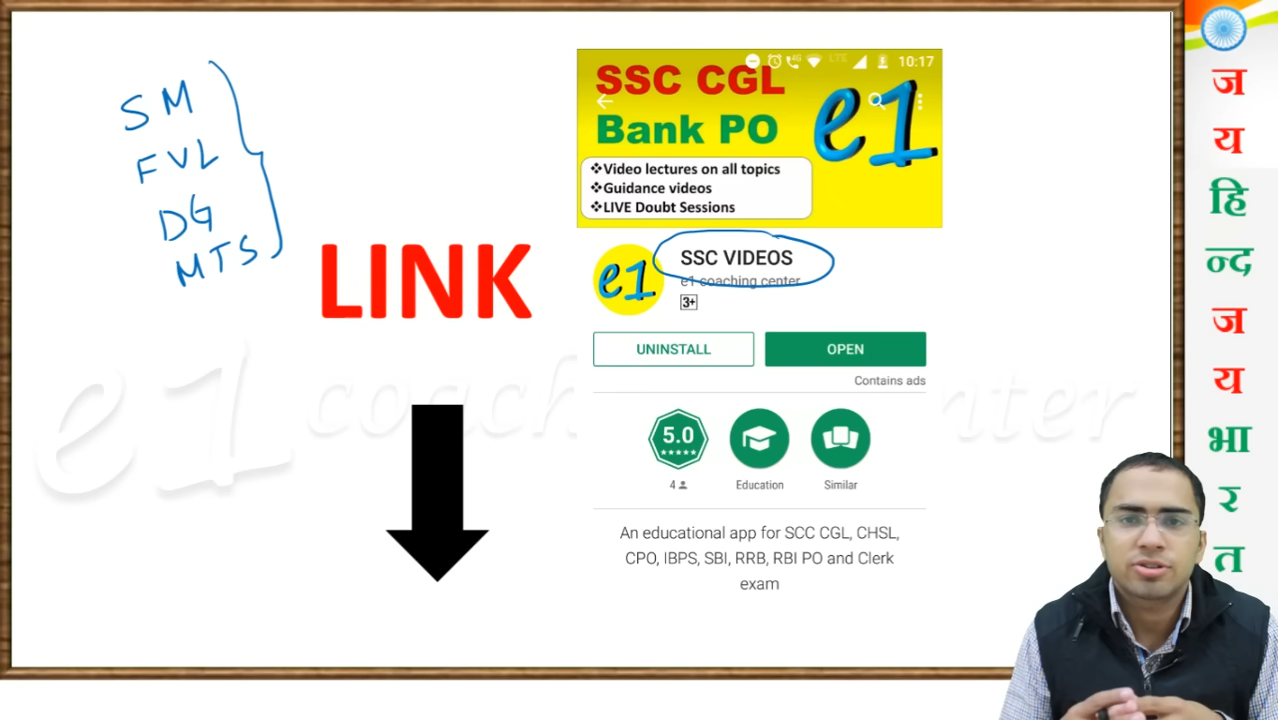 SM
FVL
DG
MTS
LINK
SSC CGL
Bank PO
e1
LTE
10:17
❖Video lectures on all topics
❖Guidance videos
❖LIVE Doubt Sessions
e1
SSC VIDEOS
e1 coaching center
3+
UNINSTALL
OPEN
Contains ads
5.0
★★★★★
4
Education
Similar
An educational app for SCC CGL, CHSL,
CPO, IBPS, SBI, RRB, RBI PO and Clerk
exam
e1 coaching center
ज
य
हि
न्द
ज
य
भा
र
त